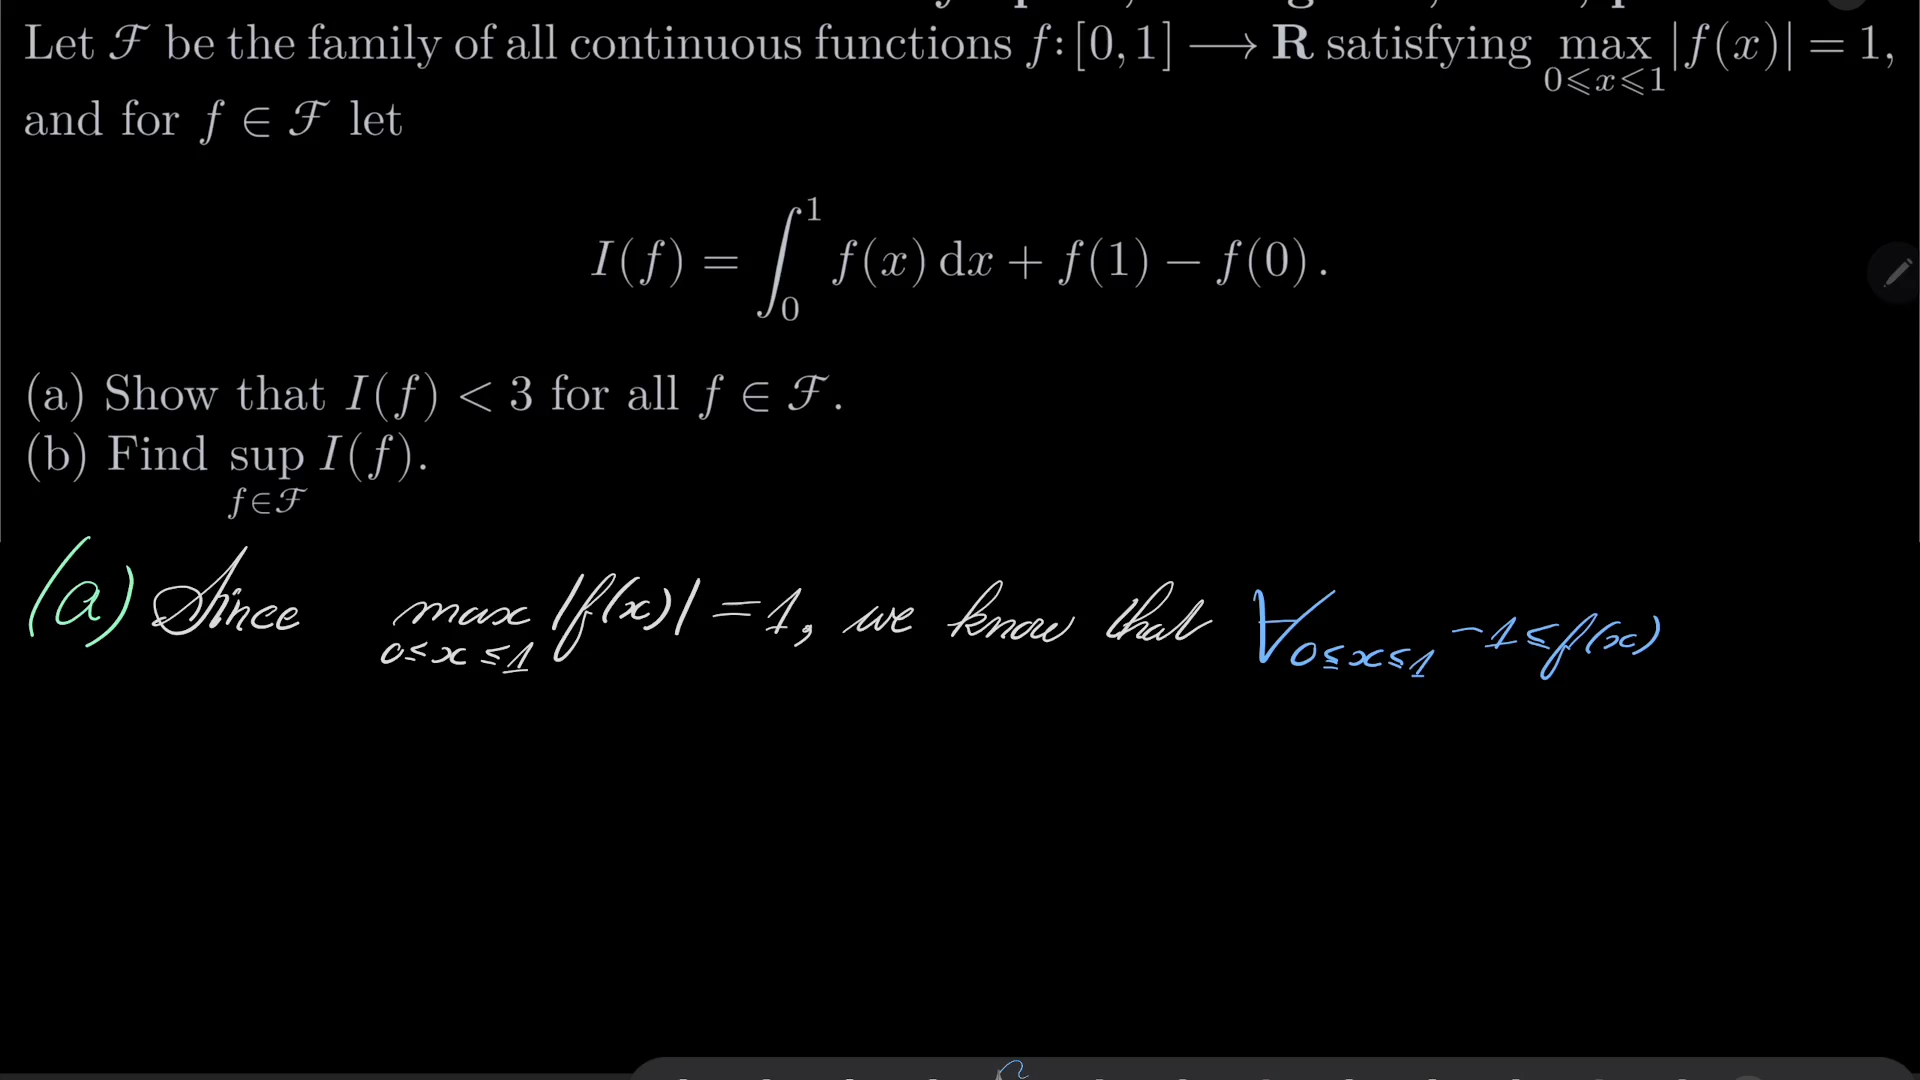 Let ℱ be the family of all continuous functions f: [0, 1] ⟶ R satisfying max_{0⩽x⩽1} |f(x)| = 1,
and for f ∈ ℱ let
I(f) = ∫_0^1 f(x) dx + f(1) − f(0).
(a) Show that I(f) < 3 for all f ∈ ℱ.
(b) Find sup_{f∈ℱ} I(f).
(a) Since max_{0≤x≤1} |f(x)| = 1, we know that ∀_{0≤x≤1} −1 ≤ f(x)